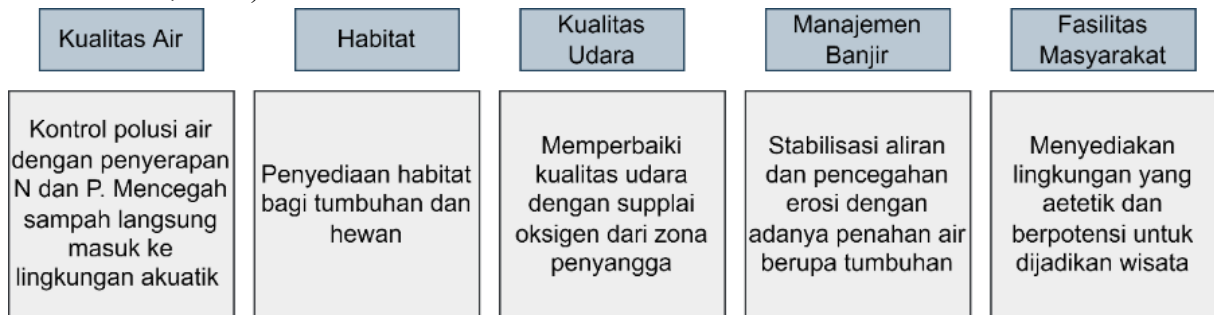 Kualitas Air
Habitat
Kualitas
Udara
Manajemen
Banjir
Fasilitas
Masyarakat
Kontrol polusi air
dengan penyerapan
N dan P. Mencegah
sampah langsung
masuk ke
lingkungan akuatik
Penyediaan habitat
bagi tumbuhan dan
hewan
Memperbaiki
kualitas udara
dengan supplai
oksigen dari zona
penyangga
Stabilisasi aliran
dan pencegahan
erosi dengan
adanya penahan air
berupa tumbuhan
Menyediakan
lingkungan yang
aetetik dan
berpotensi untuk
dijadikan wisata